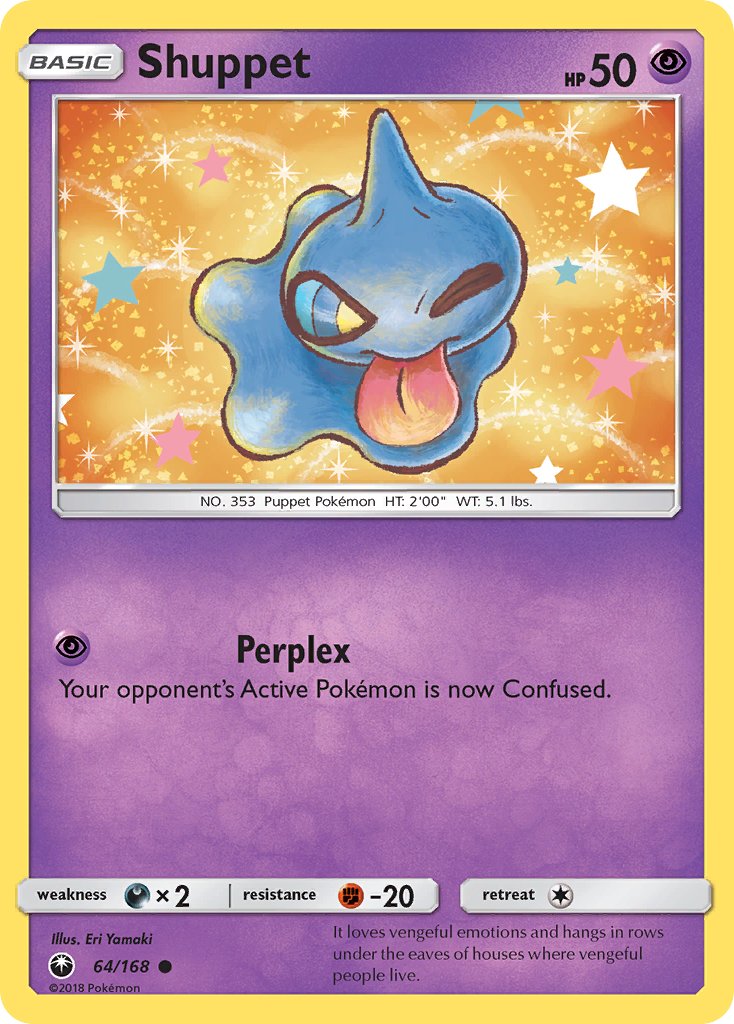 BASIC Shuppet HP 50
NO. 353 Puppet Pokémon HT: 2'00" WT: 5.1 lbs.
Perplex
Your opponent's Active Pokémon is now Confused.
weakness ×2 resistance -20 retreat
Illus. Eri Yamaki
64/168
©2018 Pokémon
It loves vengeful emotions and hangs in rows
under the eaves of houses where vengeful
people live.